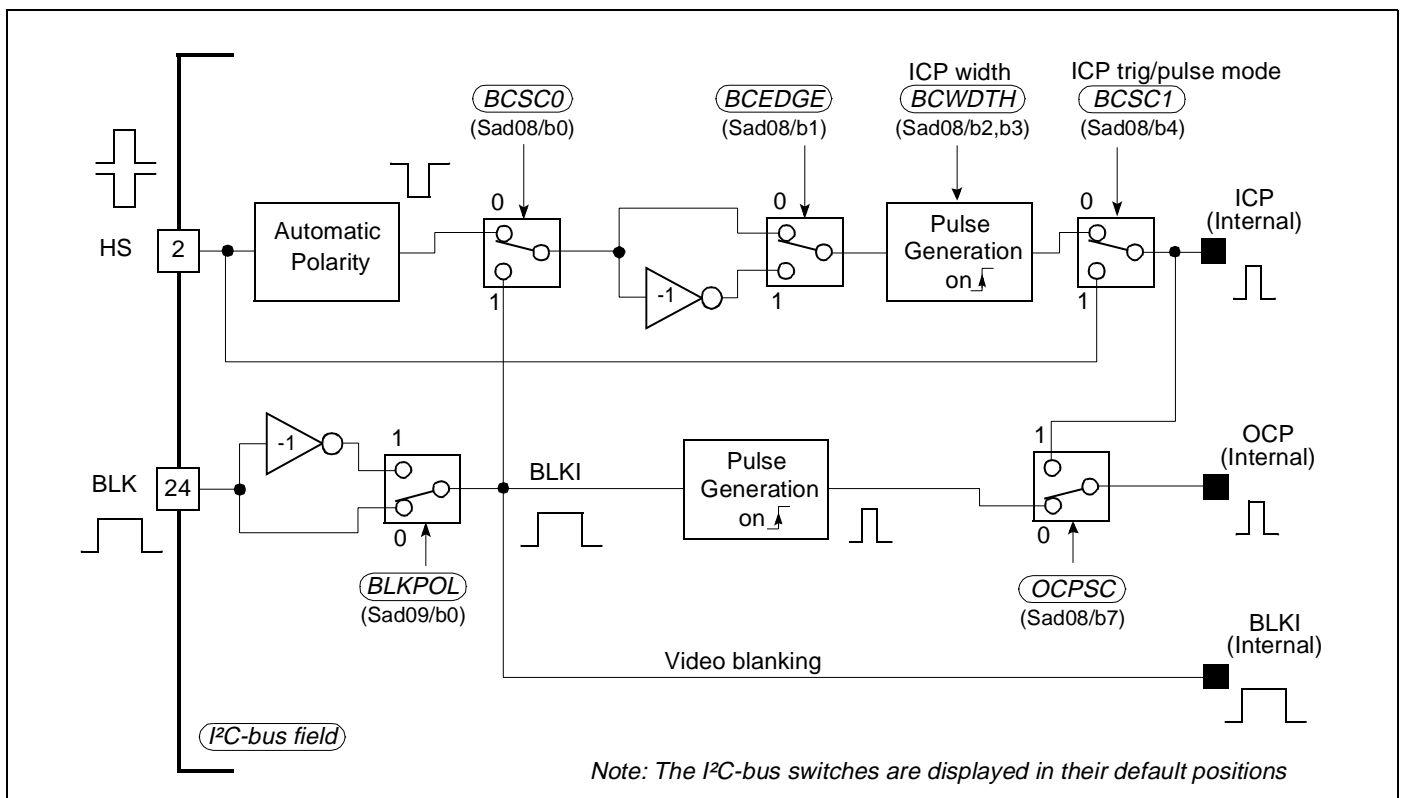 ICP width
ICP trig/pulse mode
BCSC0
BCEDGE
BCWDTH
BCSC1
(Sad08/b0)
(Sad08/b1)
(Sad08/b2,b3)
(Sad08/b4)
0
0
0
ICP
(Internal)
HS
2
Automatic
Polarity
Pulse
Generation
on
1
-1
1
1
BLK
24
-1
1
0
BLKI
Pulse
Generation
on
1
0
OCP
(Internal)
BLKPOL
(Sad09/b0)
OCPSC
(Sad08/b7)
BLKI
(Internal)
Video blanking
I²C-bus field
Note: The I²C-bus switches are displayed in their default positions